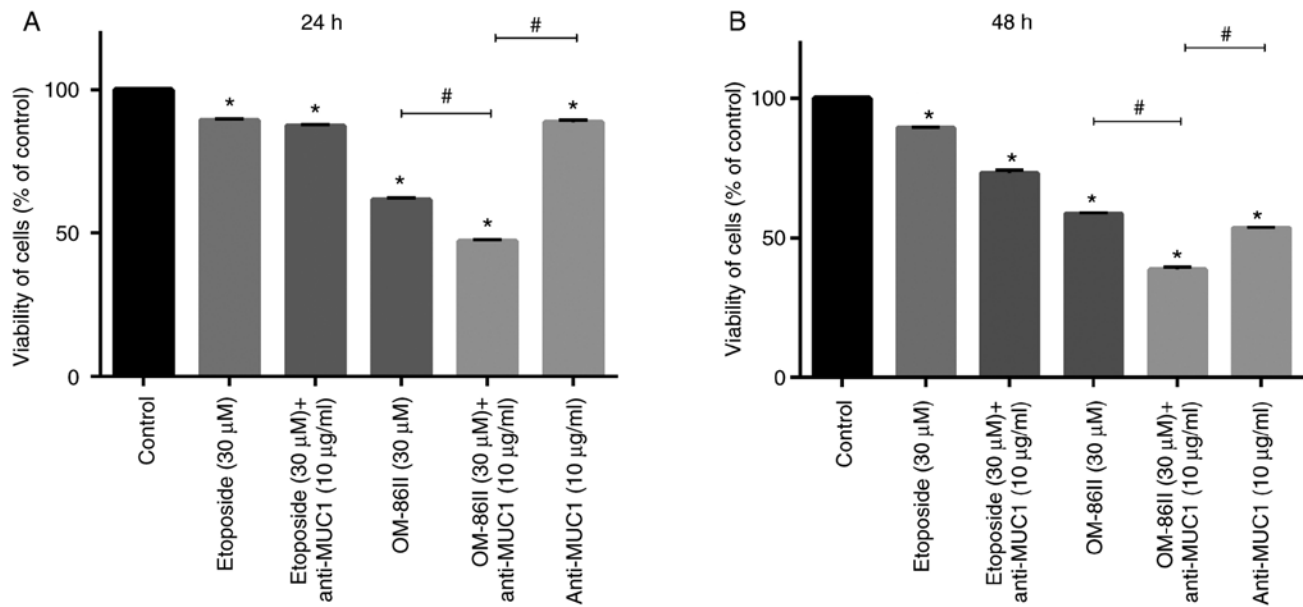 A
24 h
Viability of cells (% of control)
100
50
0
*
*
*
*
*
#
#
Control
Etoposide (30 μM)
Etoposide (30 μM)+
anti-MUC1 (10 μg/ml)
OM-86II (30 μM)
OM-86II (30 μM)+
anti-MUC1 (10 μg/ml)
Anti-MUC1 (10 μg/ml)
B
48 h
Viability of cells (% of control)
100
50
0
*
*
*
*
*
#
#
Control
Etoposide (30 μM)
Etoposide (30 μM)+
anti-MUC1 (10 μg/ml)
OM-86II (30 μM)
OM-86II (30 μM)+
anti-MUC1 (10 μg/ml)
Anti-MUC1 (10 μg/ml)